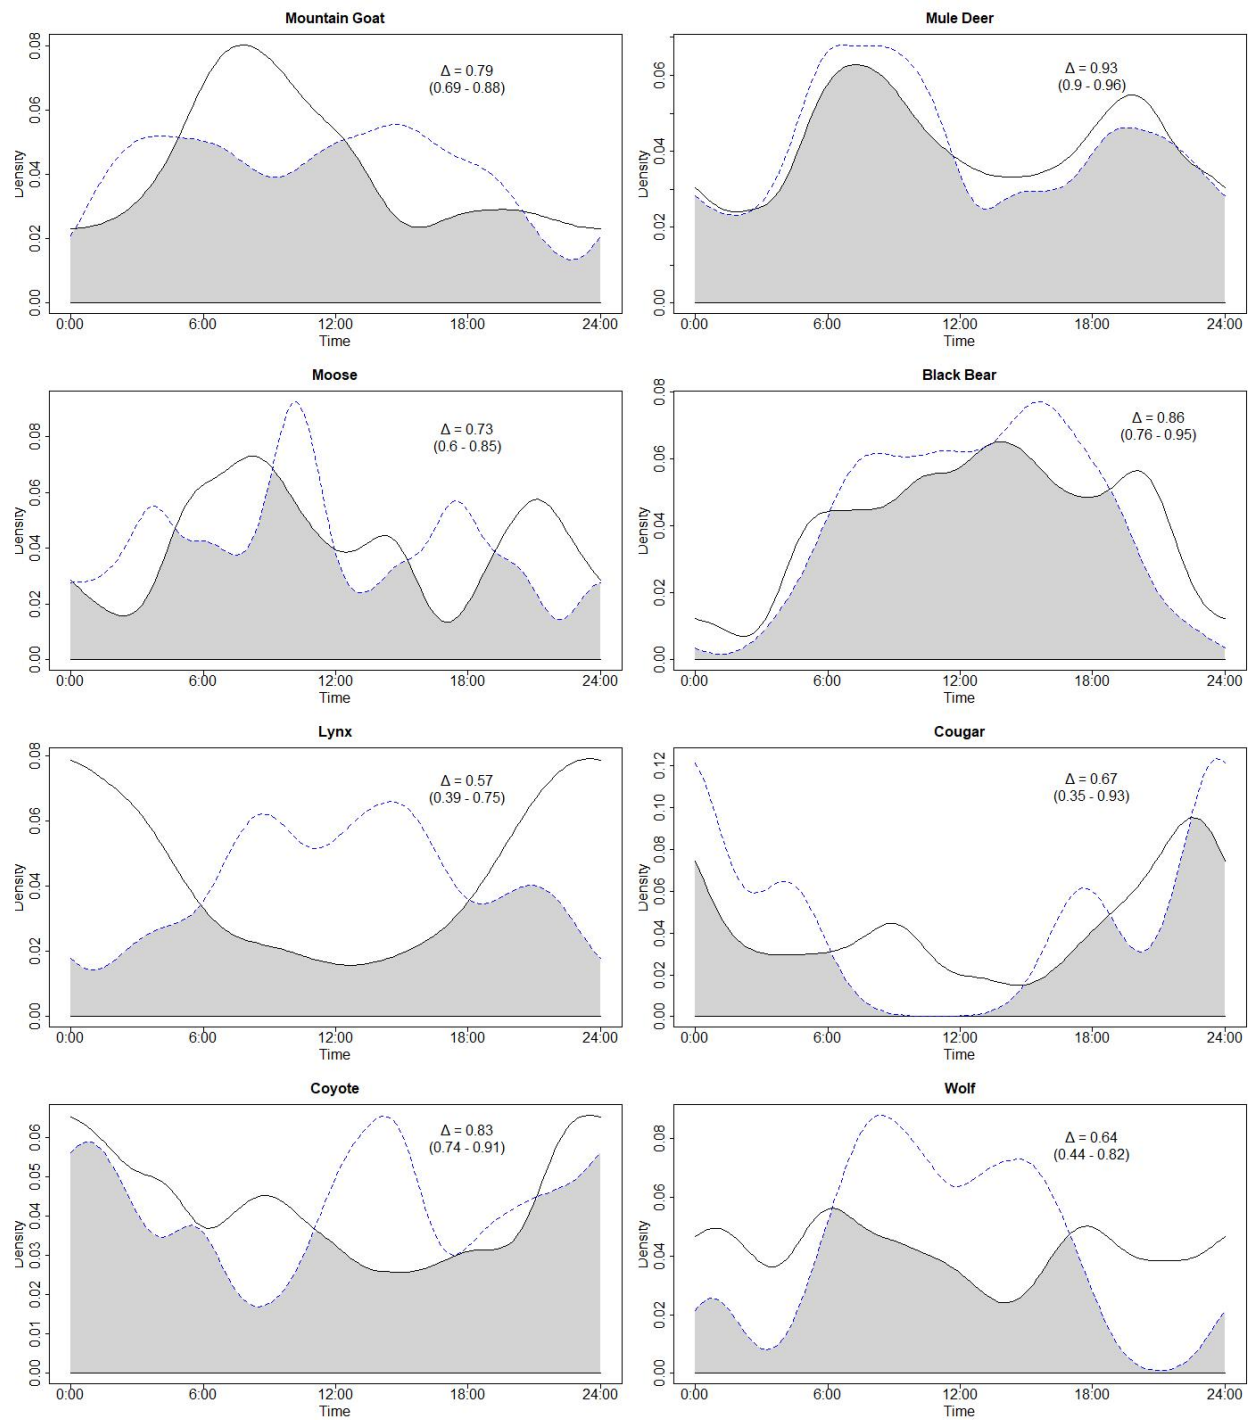 Mountain Goat
Δ = 0.79
(0.69 - 0.88)
Density
0.00
0.02
0.04
0.06
0.08
0:00
6:00
12:00
18:00
24:00
Time
Mule Deer
Δ = 0.93
(0.9 - 0.96)
Density
0.00
0.02
0.04
0.06
0:00
6:00
12:00
18:00
24:00
Time
Moose
Δ = 0.73
(0.6 - 0.85)
Density
0.00
0.02
0.04
0.06
0.08
0:00
6:00
12:00
18:00
24:00
Time
Black Bear
Δ = 0.86
(0.76 - 0.95)
Density
0.00
0.02
0.04
0.06
0.08
0:00
6:00
12:00
18:00
24:00
Time
Lynx
Δ = 0.57
(0.39 - 0.75)
Density
0.00
0.02
0.04
0.06
0.08
0:00
6:00
12:00
18:00
24:00
Time
Cougar
Δ = 0.67
(0.35 - 0.93)
Density
0.00
0.02
0.04
0.06
0.08
0.10
0.12
0:00
6:00
12:00
18:00
24:00
Time
Coyote
Δ = 0.83
(0.74 - 0.91)
Density
0.00
0.01
0.02
0.03
0.04
0.05
0.06
0:00
6:00
12:00
18:00
24:00
Time
Wolf
Δ = 0.64
(0.44 - 0.82)
Density
0.00
0.02
0.04
0.06
0.08
0:00
6:00
12:00
18:00
24:00
Time